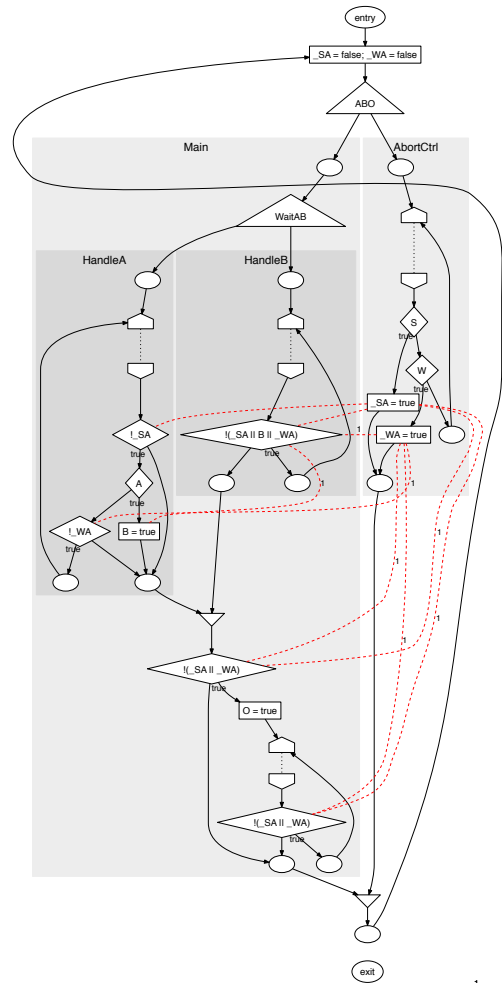 entry
_SA = false; _WA = false
ABO
Main
AbortCtrl
WaitAB
HandleA
HandleB
S
true
W
true
_SA = true
!_SA
true
!(_SA || B || _WA)
true
1
_WA = true
A
true
1
!_WA
true
B = true
1
1
1
!(_SA || _WA)
true
O = true
!(_SA || _WA)
true
exit